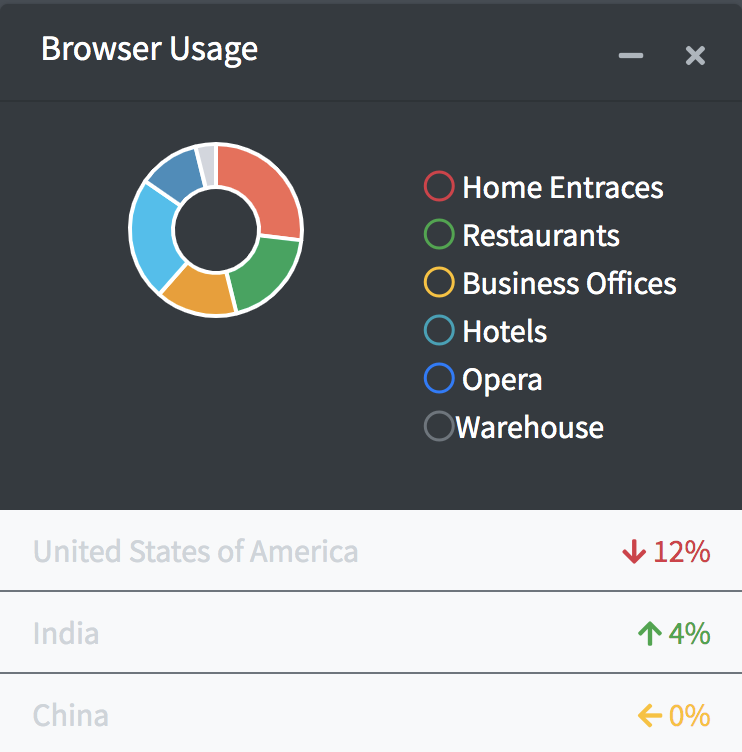 Browser Usage
Home Entraces
Restaurants
Business Offices
Hotels
Opera
Warehouse
United States of America 12%
India 4%
China 0%